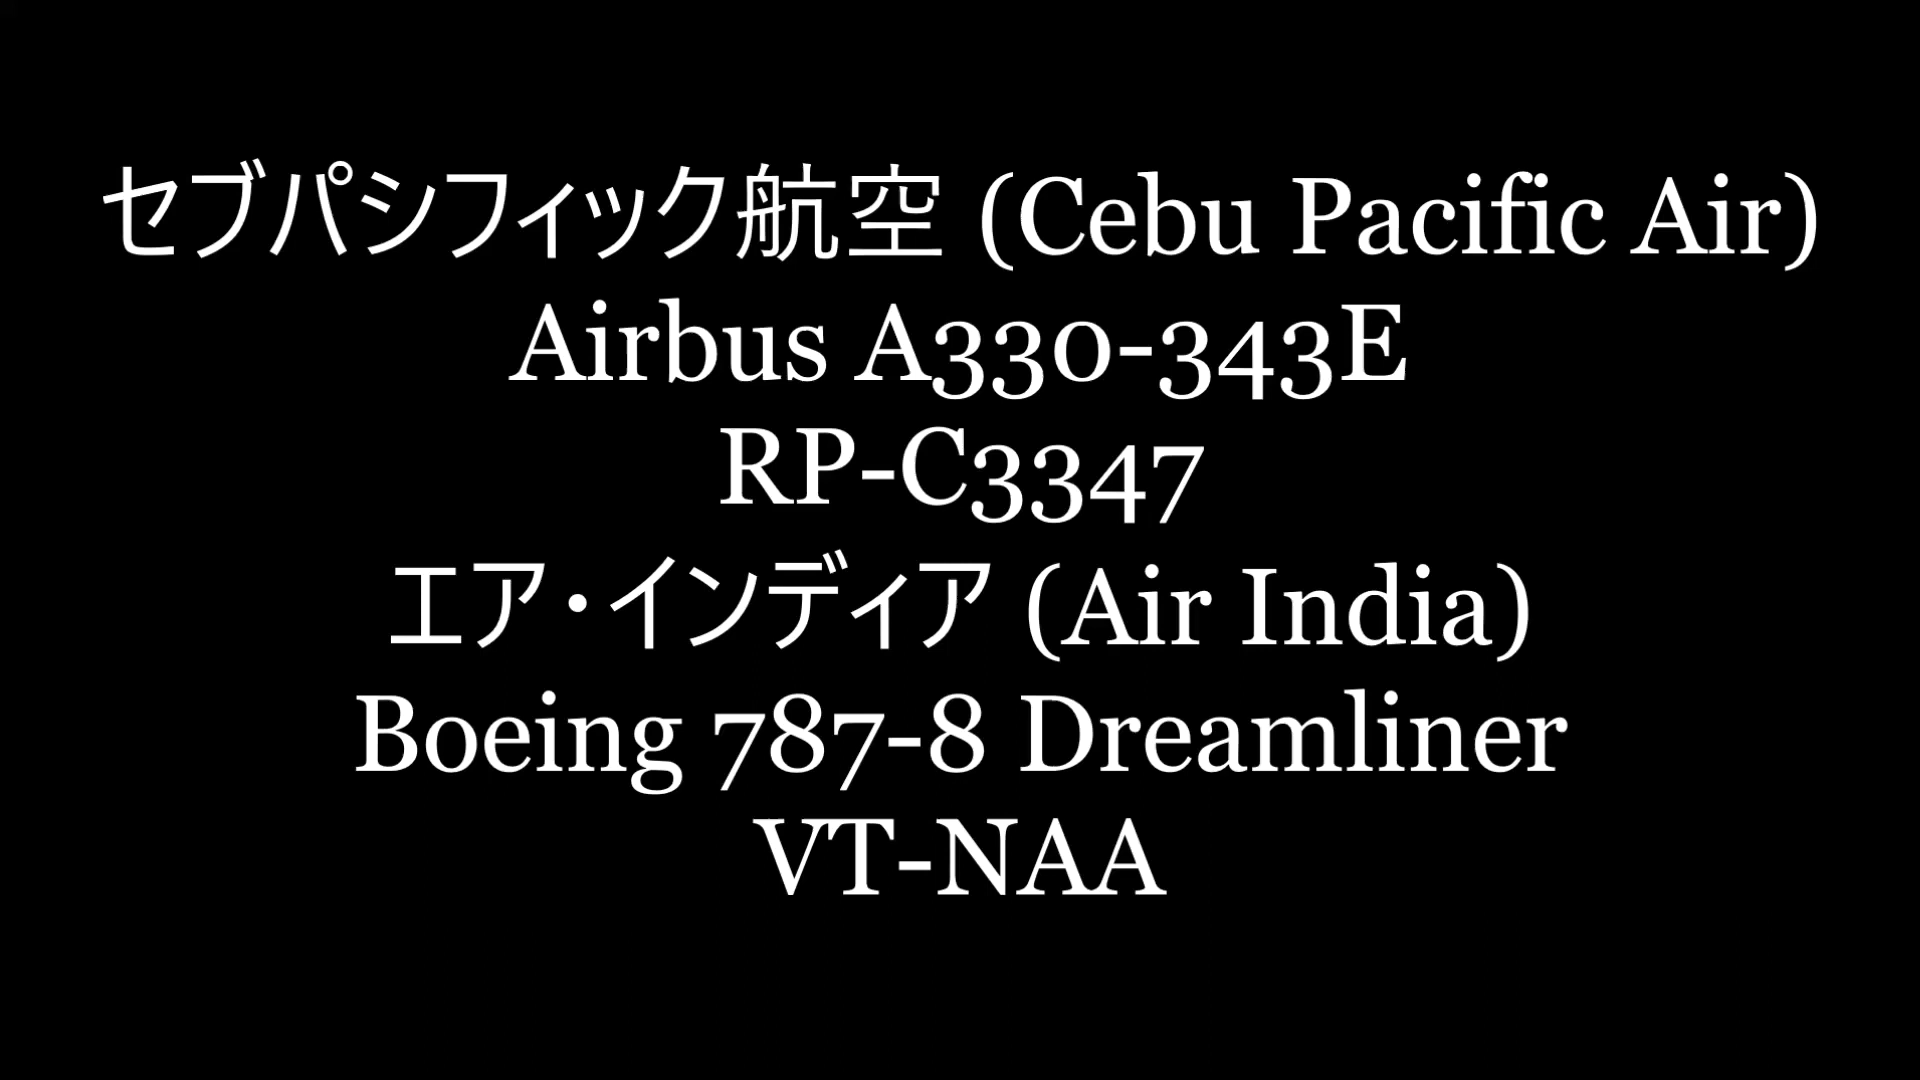 セブパシフィック航空 (Cebu Pacific Air)
Airbus A330-343E
RP-C3347
エア・インディア (Air India)
Boeing 787-8 Dreamliner
VT-NAA